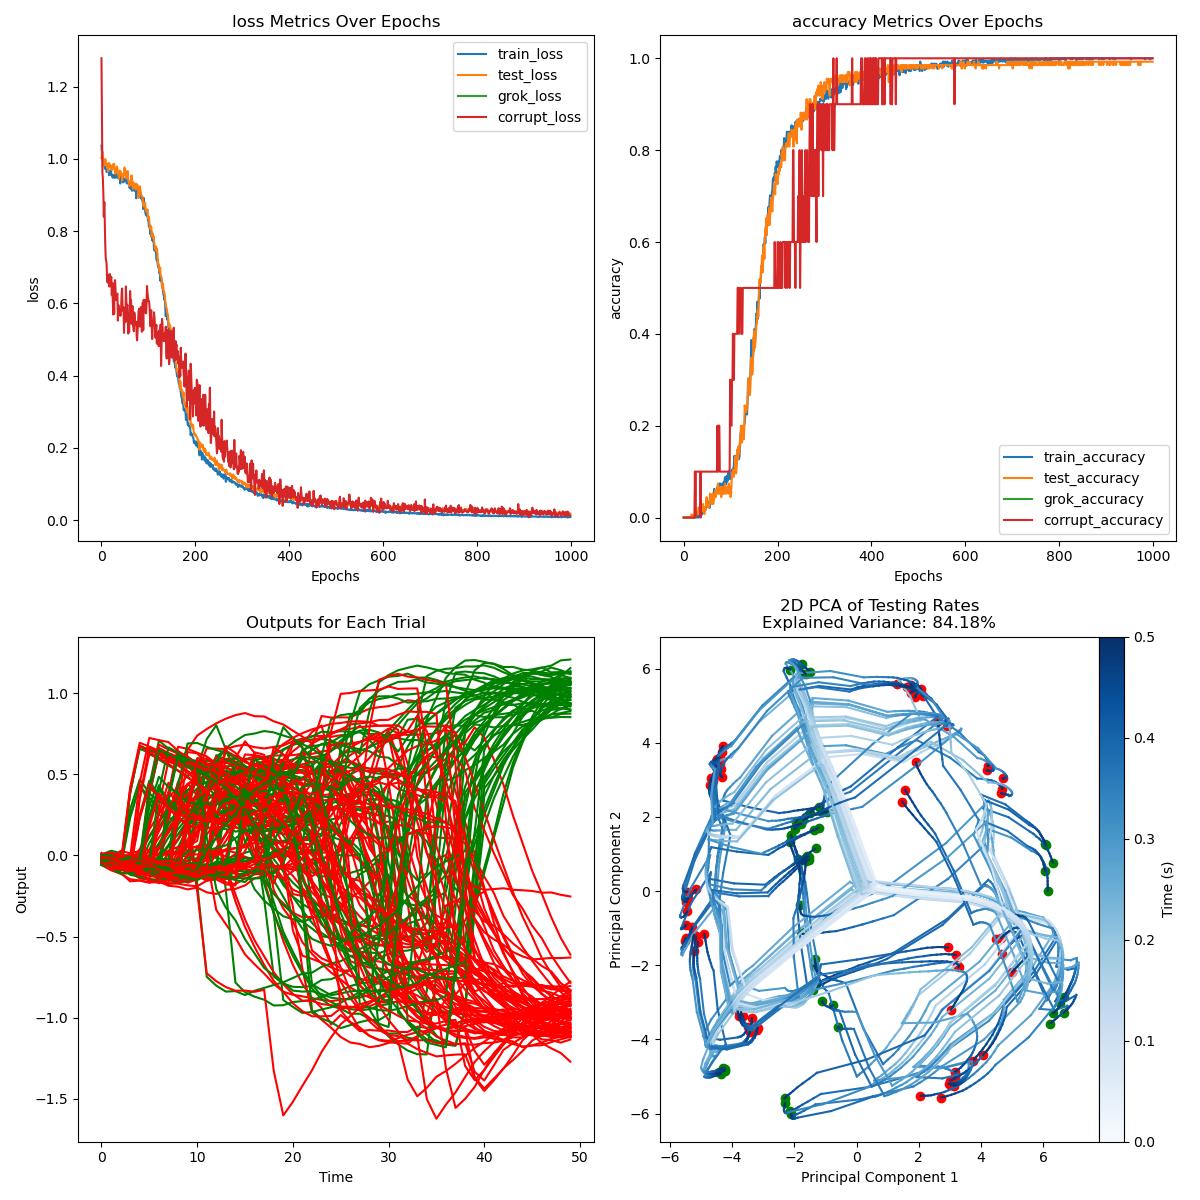 loss Metrics Over Epochs
train_loss
test_loss
grok_loss
corrupt_loss
1.2
1.0
0.8
0.6
0.4
0.2
0.0
loss
0 200 400 600 800 1000
Epochs
accuracy Metrics Over Epochs
1.0
0.8
0.6
0.4
0.2
0.0
accuracy
train_accuracy
test_accuracy
grok_accuracy
corrupt_accuracy
0 200 400 600 800 1000
Epochs
Outputs for Each Trial
1.0
0.5
0.0
−0.5
−1.0
−1.5
Output
0 10 20 30 40 50
Time
2D PCA of Testing Rates
Explained Variance: 84.18%
6
4
2
0
−2
−4
−6
Principal Component 2
−6 −4 −2 0 2 4 6
Principal Component 1
0.5
0.4
0.3
0.2
0.1
0.0
Time (s)